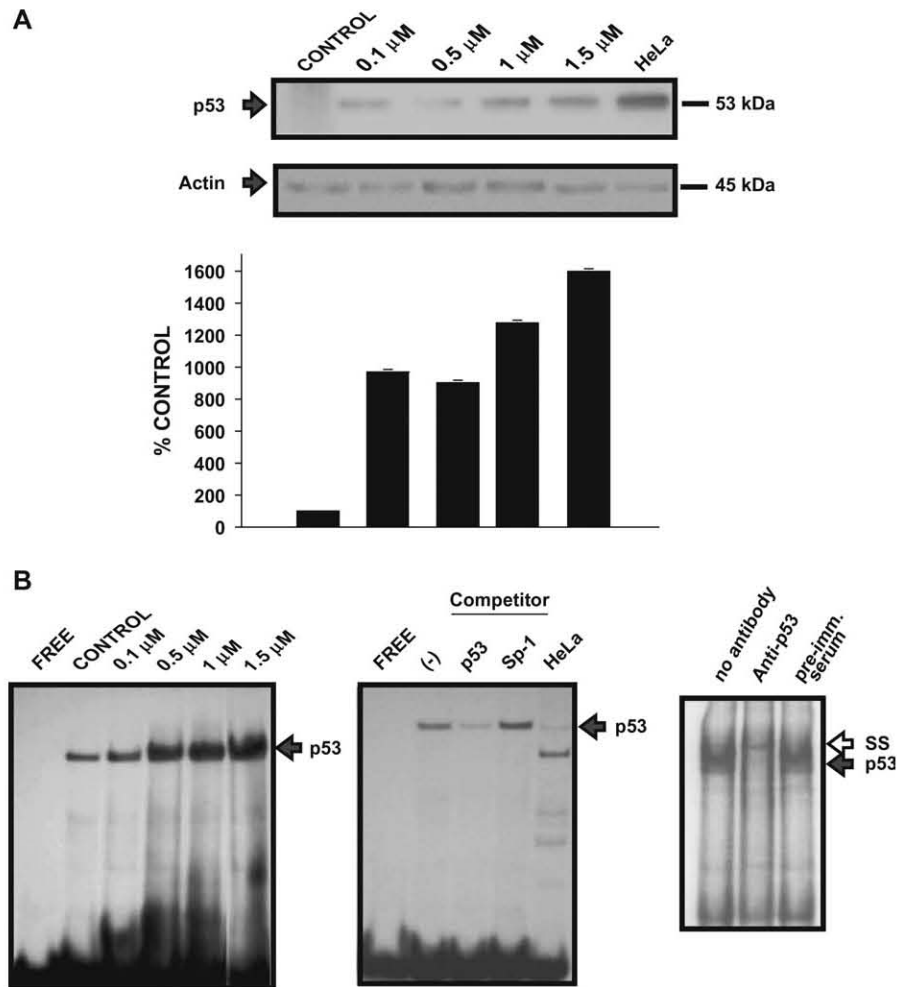 A
CONTROL 0.1 µM 0.5 µM 1 µM 1.5 µM HeLa
p53 53 kDa
Actin 45 kDa
% CONTROL
1600
1400
1200
1000
800
600
400
200
0
B
FREE CONTROL 0.1 µM 0.5 µM 1 µM 1.5 µM
p53
Competitor
FREE (-) p53 Sp-1 HeLa
p53
no antibody Anti-p53 pre-imm. serum
SS
p53